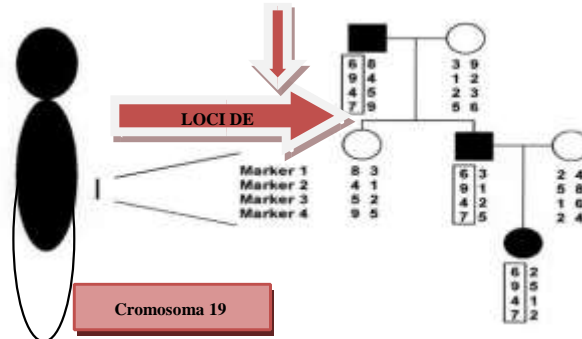 6 8 3 9
9 4 1 2
4 5 2 3
7 9 5 6
LOCI DE
Marker 1 8 3 6 3 2 4
Marker 2 4 1 9 1 5 8
Marker 3 5 2 4 2 1 6
Marker 4 9 5 7 5 2 4
6 2
9 5
4 1
7 2
Cromosoma 19